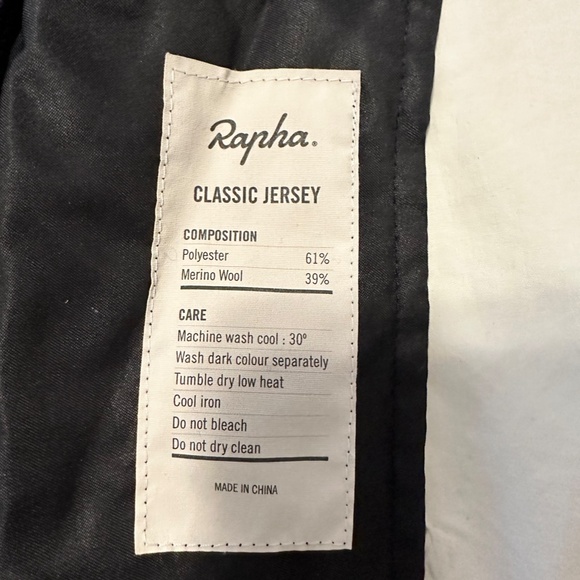 Rapha.
CLASSIC JERSEY
COMPOSITION
Polyester 61%
Merino Wool 39%
CARE
Machine wash cool : 30º
Wash dark colour separately
Tumble dry low heat
Cool iron
Do not bleach
Do not dry clean
MADE IN CHINA